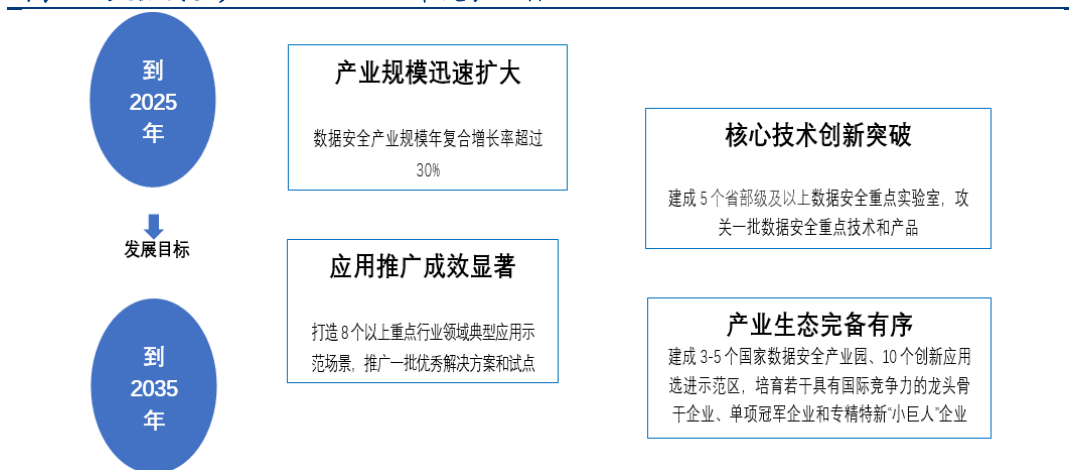 到
2025
年
发展目标
到
2035
年
产业规模迅速扩大
数据安全产业规模年复合增长率超过
30%
应用推广成效显著
打造8个以上重点行业领域典型应用示
范场景，推广一批优秀解决方案和试点
核心技术创新突破
建成5个省部级及以上数据安全重点实验室，攻
关一批数据安全重点技术和产品
产业生态完备有序
建成3-5个国家数据安全产业园、10个创新应用
选进示范区，培育若干具有国际竞争力的龙头骨
干企业、单项冠军企业和专精特新“小巨人”企业